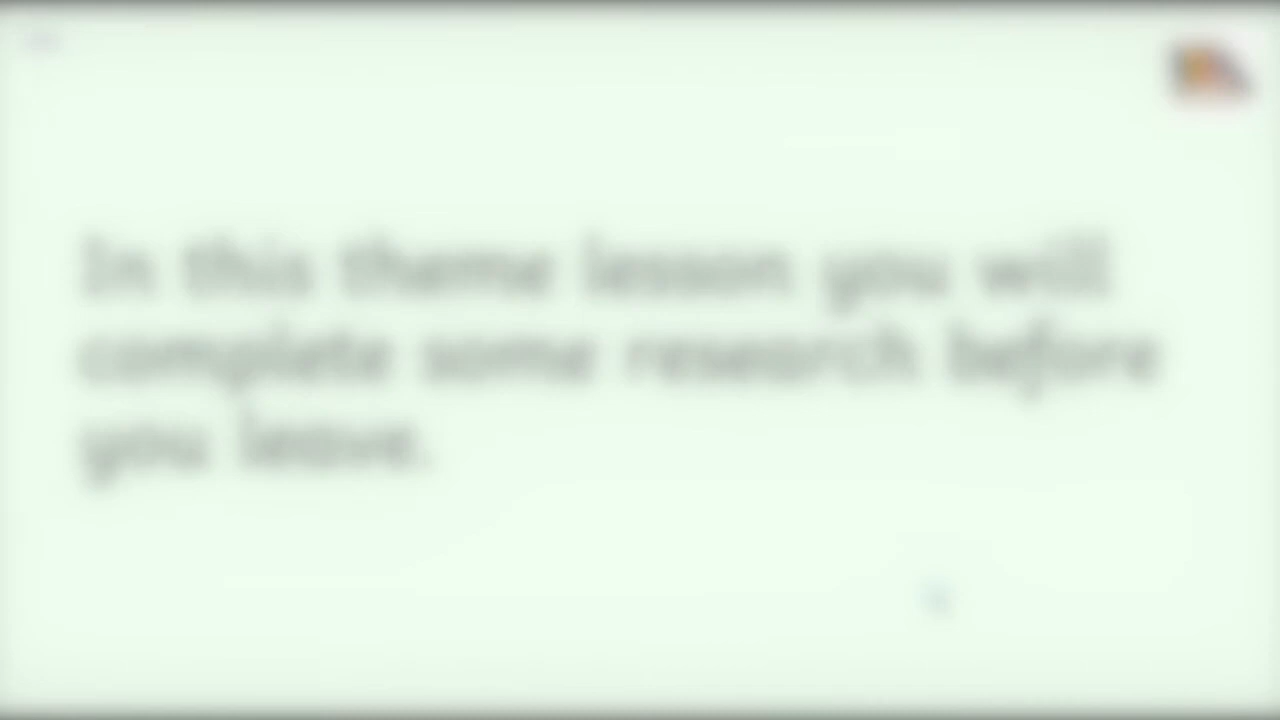 In this theme lesson you will
complete some research before
you leave.